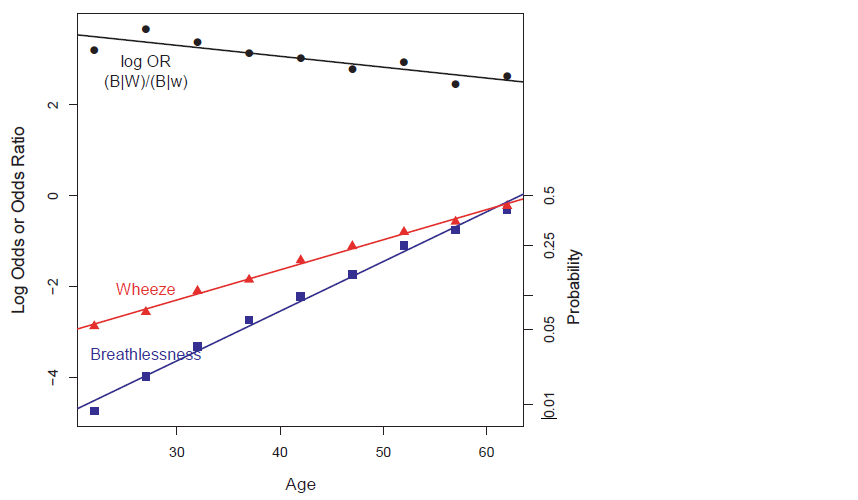 log OR
(B|W)/(B|w)
2
0
−2
−4
Log Odds or Odds Ratio
Wheeze
Breathlessness
0.5
0.25
0.05
0.01
Probability
30
40
50
60
Age